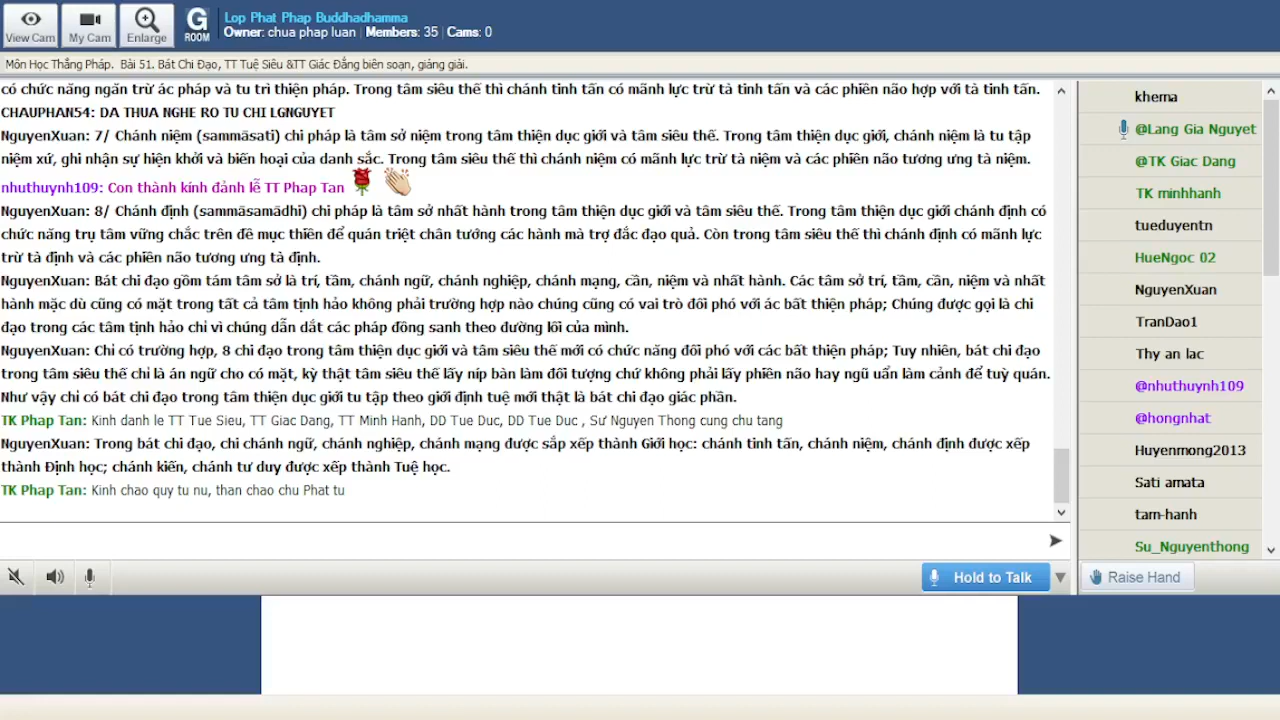 View Cam
My Cam
Enlarge
G
ROOM
Lop Phat Phap Buddhadhamma
Owner: chua phap luan | Members: 35 | Cams: 0
Môn Học Thắng Pháp. Bài 51. Bát Chi Đạo, TT Tuệ Siêu &TT Giác Đẳng biên soạn, giảng giải.
có chức năng ngăn trừ ác pháp và tu trì thiện pháp. Trong tâm siêu thế thì chánh tinh tấn có mãnh lực trừ tà tinh tấn và các phiền não hợp với tà tinh tấn.
CHAUPHAN54: DA THUA NGHE RO TU CHI LGNGUYET
NguyenXuan: 7/ Chánh niệm (sammāsati) chi pháp là tâm sở niệm trong tâm thiện dục giới và tâm siêu thế. Trong tâm thiện dục giới, chánh niệm là tu tập
niệm xứ, ghi nhận sự hiện khởi và biến hoại của danh sắc. Trong tâm siêu thế thì chánh niệm có mãnh lực trừ tà niệm và các phiền não tương ưng tà niệm.
nhuthuynh109: Con thành kính đảnh lễ TT Phap Tan
NguyenXuan: 8/ Chánh định (sammāsamādhi) chi pháp là tâm sở nhất hành trong tâm thiện dục giới và tâm siêu thế. Trong tâm thiện dục giới chánh định có
chức năng trụ tâm vững chắc trên đề mục thiền để quán triệt chân tướng các hành mà trợ đắc đạo quả. Còn trong tâm siêu thế thì chánh định có mãnh lực
trừ tà định và các phiền não tương ưng tà định.
NguyenXuan: Bát chi đạo gồm tám tâm sở là trí, tầm, chánh ngữ, chánh nghiệp, chánh mạng, cần, niệm và nhất hành. Các tâm sở trí, tầm, cần, niệm và nhất
hành mặc dù cũng có mặt trong tất cả tâm tịnh hảo không phải trường hợp nào chúng cũng có vai trò đối phó với ác bất thiện pháp; Chúng được gọi là chi
đạo trong các tâm tịnh hảo chỉ vì chúng dẫn dắt các pháp đồng sanh theo đường lối của mình.
NguyenXuan: Chỉ có trường hợp, 8 chi đạo trong tâm thiện dục giới và tâm siêu thế mới có chức năng đối phó với các bất thiện pháp; Tuy nhiên, bát chi đạo
trong tâm siêu thế chỉ là án ngữ cho có mặt, kỳ thật tâm siêu thế lấy níp bàn làm đối tượng chứ không phải lấy phiền não hay ngũ uẩn làm cảnh để tuỳ quán.
Như vậy chỉ có bát chi đạo trong tâm thiện dục giới tu tập theo giới định tuệ mới thật là bát chi đạo giác phần.
TK Phap Tan: Kinh danh le TT Tue Sieu, TT Giac Dang, TT Minh Hanh, DD Tue Duc, DD Tue Duc , Sư Nguyen Thong cung chu tang
NguyenXuan: Trong bát chi đạo, chi chánh ngữ, chánh nghiệp, chánh mạng được sắp xếp thành Giới học: chánh tinh tấn, chánh niệm, chánh định được xếp
thành Định học; chánh kiến, chánh tư duy được xếp thành Tuệ học.
TK Phap Tan: Kinh chao quy tu nu, than chao chu Phat tu
khema
@Lang Gia Nguyet
@TK Giac Dang
TK minhhanh
tueduyentn
HueNgoc 02
NguyenXuan
TranDao1
Thy an lac
@nhuthuynh109
@hongnhat
Huyenmong2013
Sati amata
tam-hanh
Su_Nguyenthong
Hold to Talk
Raise Hand